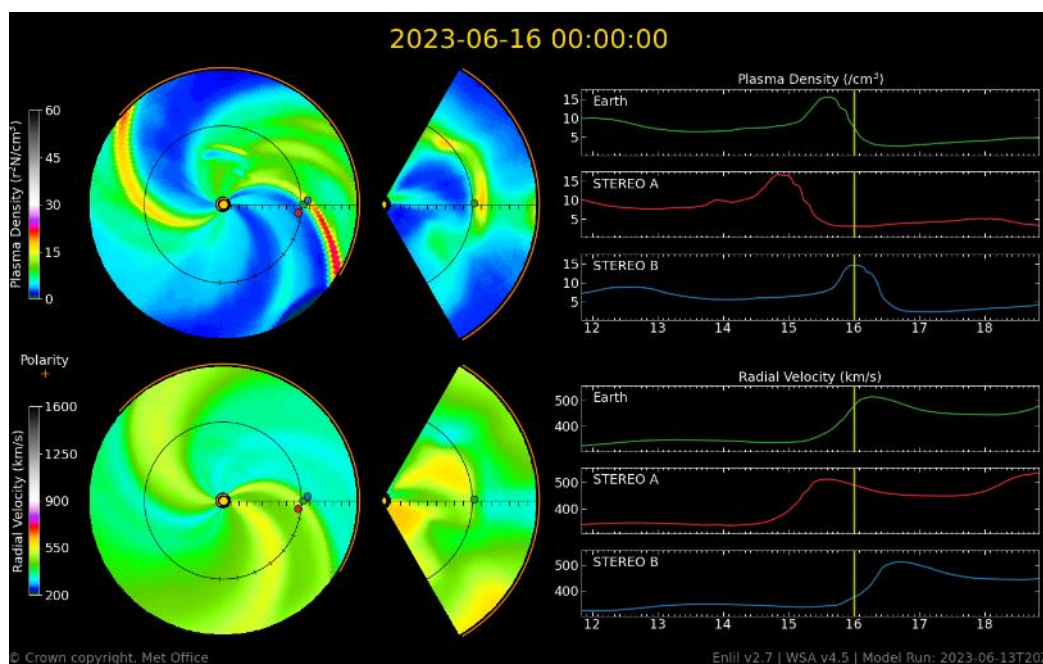 2023-06-16 00:00:00
Plasma Density (r²N/cm³)
60
45
30
15
0
Plasma Density (/cm³)
Earth
15
10
5
STEREO A
15
10
5
STEREO B
15
10
5
12 13 14 15 16 17 18
Polarity
+
Radial Velocity (km/s)
1600
1250
900
550
200
Radial Velocity (km/s)
Earth
500
400
STEREO A
500
400
STEREO B
500
400
12 13 14 15 16 17 18
© Crown copyright. Met Office
Enlil v2.7 | WSA v4.5 | Model Run: 2023-06-13T20